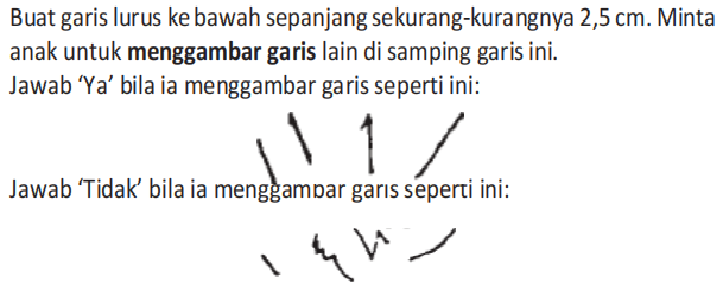 Buat garis lurus ke bawah sepanjang sekurang-kurangnya 2,5 cm. Minta
anak untuk menggambar garis lain di samping garis ini.
Jawab ‘Ya’ bila ia menggambar garis seperti ini:
Jawab ‘Tidak’ bila ia menggambar garis seperti ini: